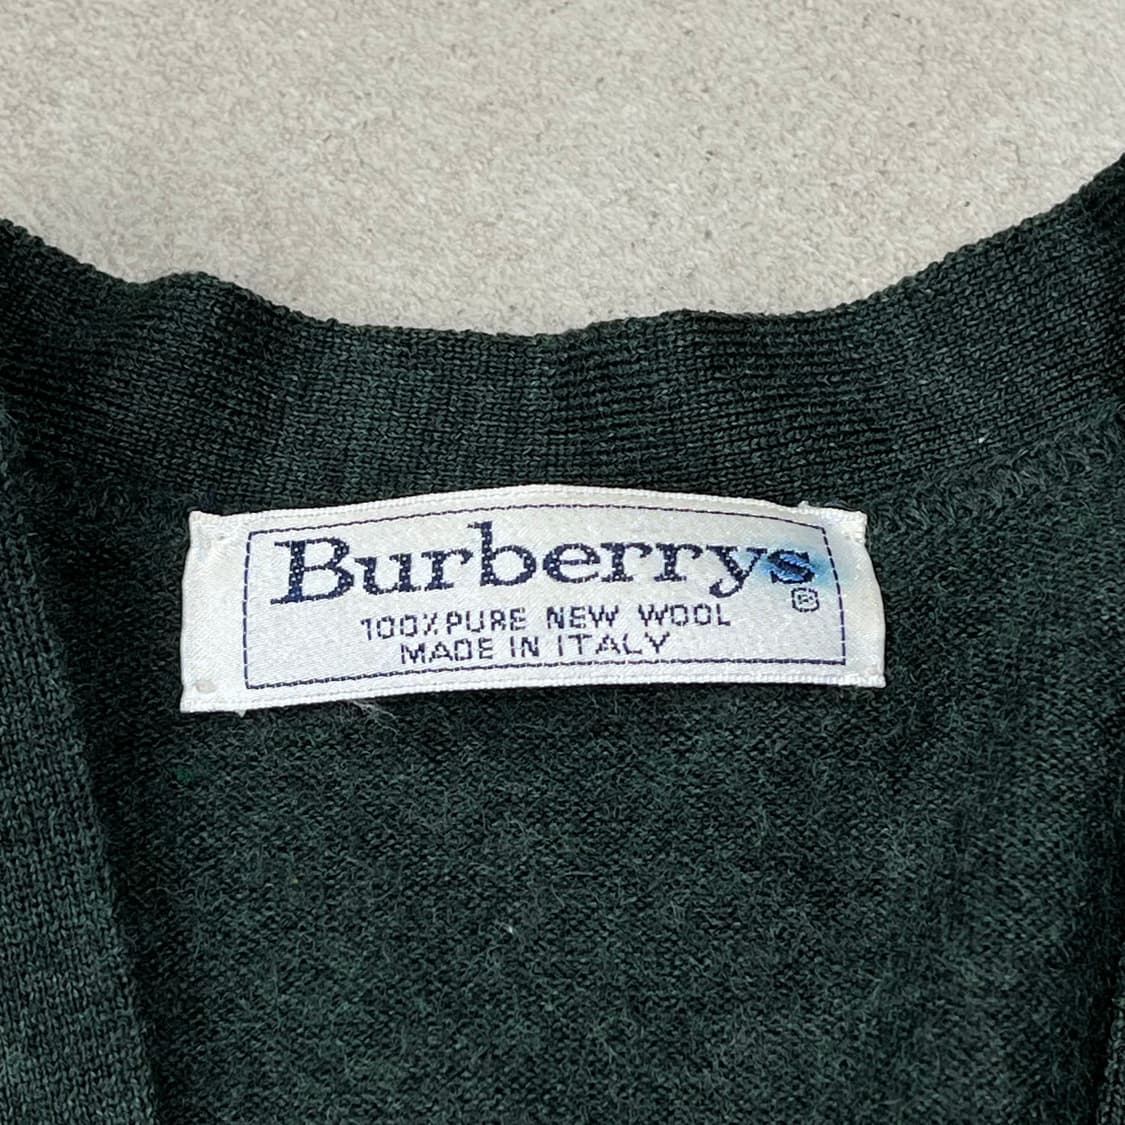 Burberrys
®
100% PURE NEW WOOL
MADE IN ITALY